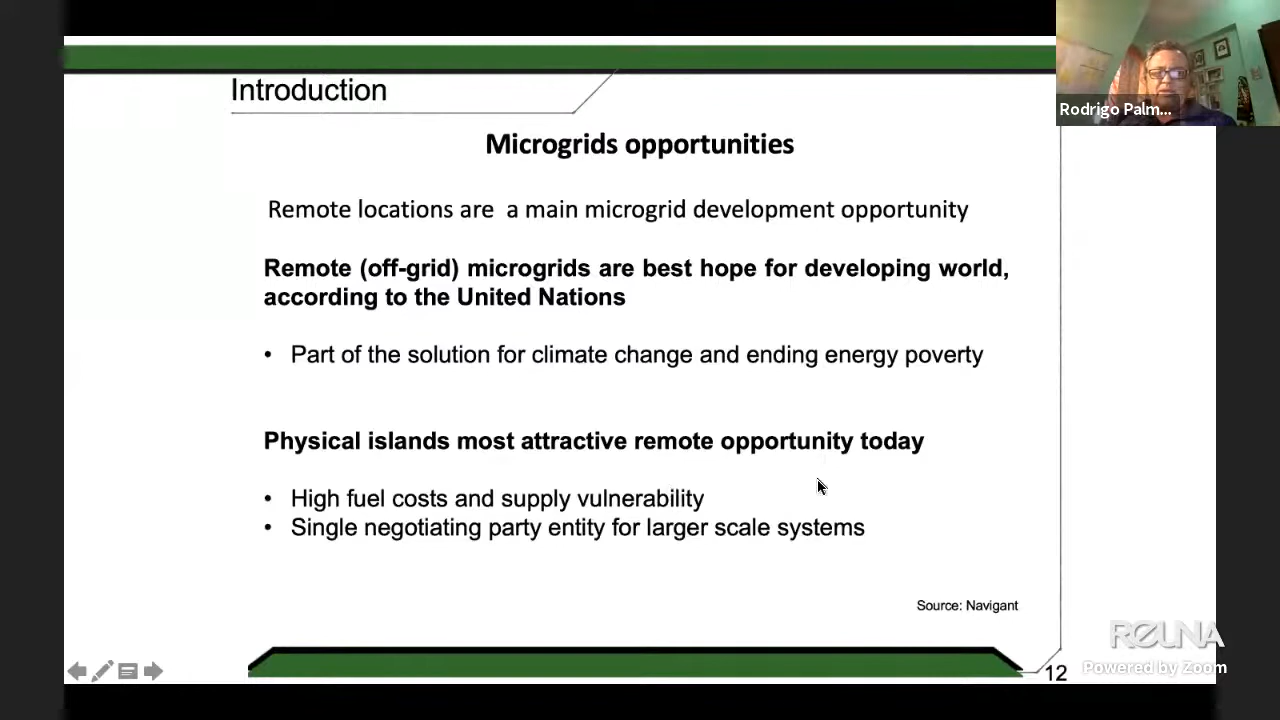 Introduction
Microgrids opportunities
Remote locations are a main microgrid development opportunity
Remote (off-grid) microgrids are best hope for developing world,
according to the United Nations
• Part of the solution for climate change and ending energy poverty
Physical islands most attractive remote opportunity today
• High fuel costs and supply vulnerability
• Single negotiating party entity for larger scale systems
Source: Navigant
12
Rodrigo Palm...
REUNA
Powered by Zoom